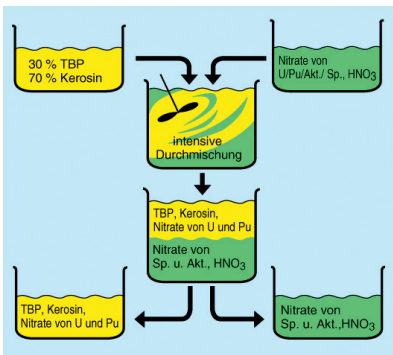 30 % TBP
70 % Kerosin
Nitrate von
U/Pu/Akt./ Sp., HNO3
intensive
Durchmischung
TBP, Kerosin,
Nitrate von U und Pu
Nitrate von
Sp. u. Akt., HNO3
TBP, Kerosin,
Nitrate von U und Pu
Nitrate von
Sp. u. Akt.,HNO3